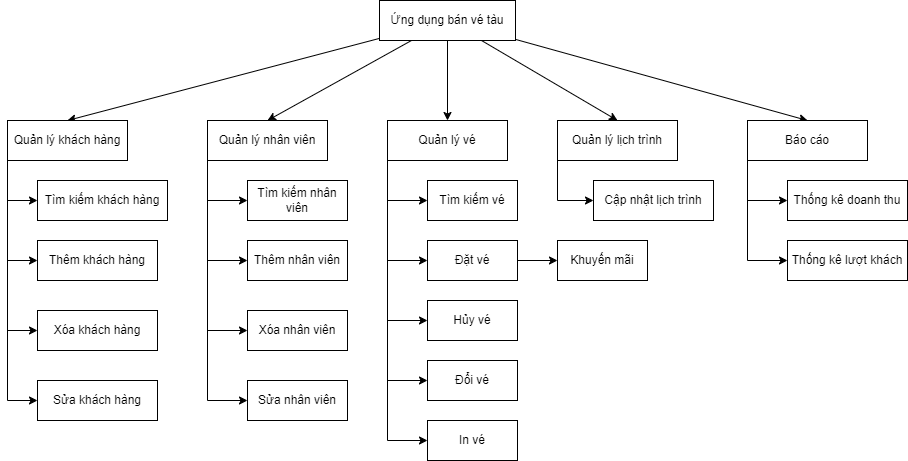 Ứng dụng bán vé tàu
Quản lý khách hàng
Quản lý nhân viên
Quản lý vé
Quản lý lịch trình
Báo cáo
Tìm kiếm khách hàng
Tìm kiếm nhân
viên
Tìm kiếm vé
Cập nhật lịch trình
Thống kê doanh thu
Thêm khách hàng
Thêm nhân viên
Đặt vé
Khuyến mãi
Thống kê lượt khách
Xóa khách hàng
Xóa nhân viên
Hủy vé
Sửa khách hàng
Sửa nhân viên
Đổi vé
In vé